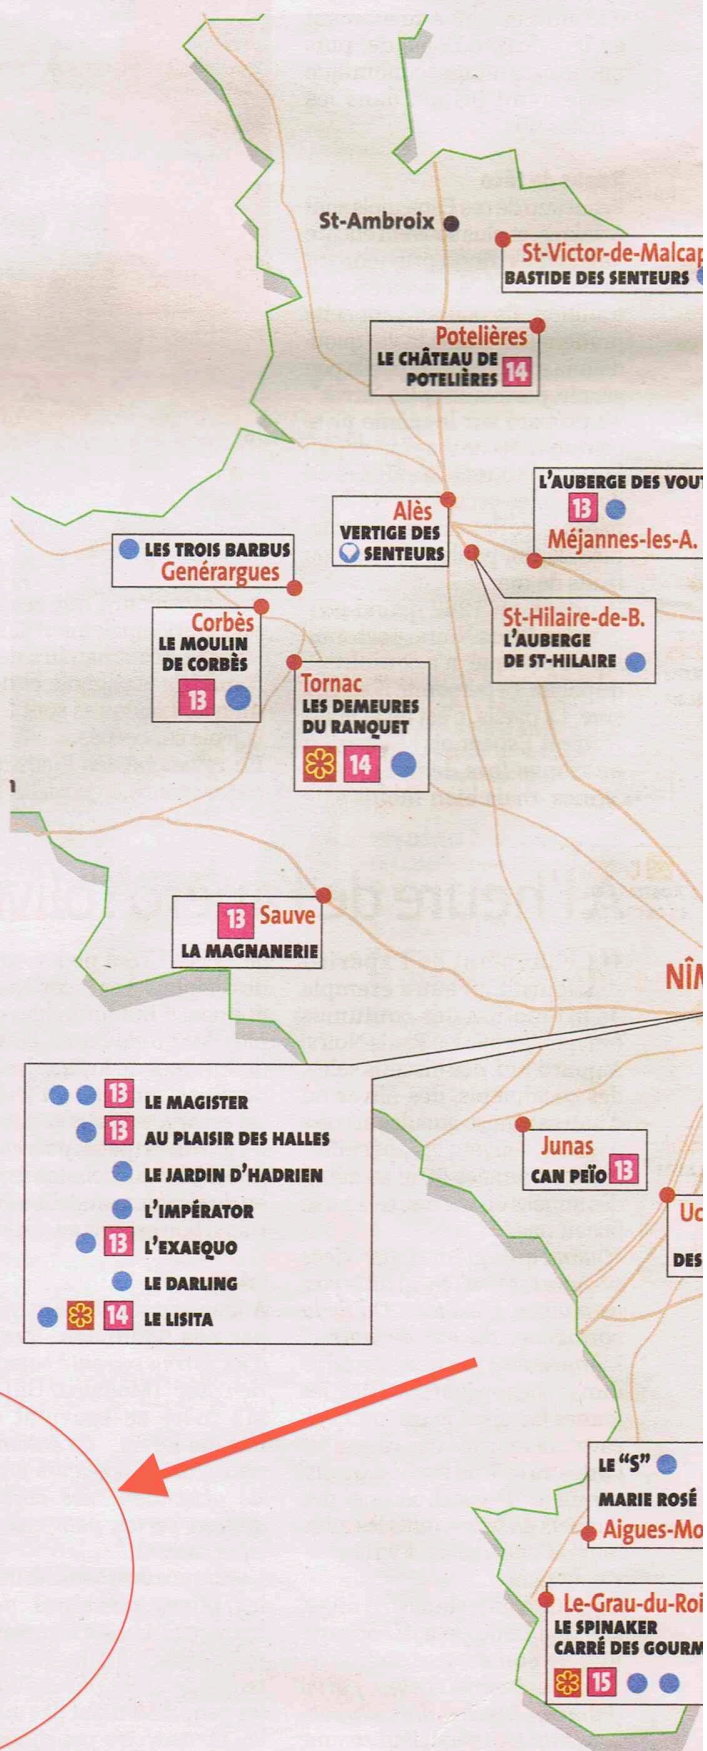 St-Ambroix
St-Victor-de-Malcap
BASTIDE DES SENTEURS
Potelières
LE CHÂTEAU DE
POTELIÈRES 14
L'AUBERGE DES VOUT
13
Méjannes-les-A.
Alès
VERTIGE DES
SENTEURS
LES TROIS BARBUS
Genérargues
St-Hilaire-de-B.
L'AUBERGE
DE ST-HILAIRE
Corbès
LE MOULIN
DE CORBÈS
13
Tornac
LES DEMEURES
DU RANQUET
14
13 Sauve
LA MAGNANERIE
NÎM
13 LE MAGISTER
13 AU PLAISIR DES HALLES
LE JARDIN D'HADRIEN
L'IMPÉRATOR
13 L'EXAEQUO
LE DARLING
14 LE LISITA
Junas
CAN PEÏO 13
Uc
DES
LE "S"
MARIE ROSÉ
Aigues-Mo
Le-Grau-du-Roi
LE SPINAKER
CARRÉ DES GOURM
15